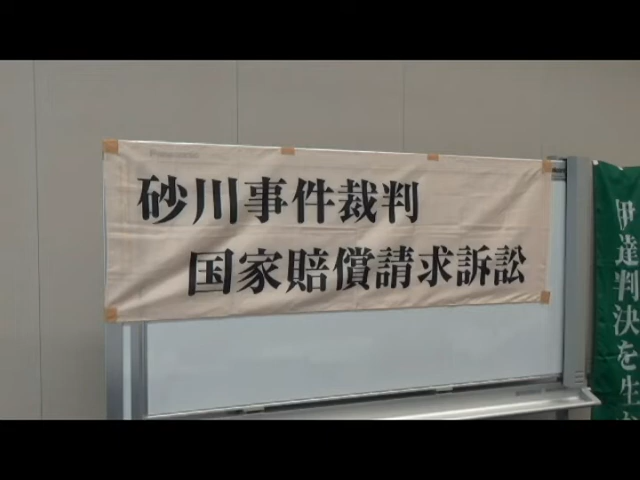 砂川事件裁判
国家賠償請求訴訟
伊達判決を生